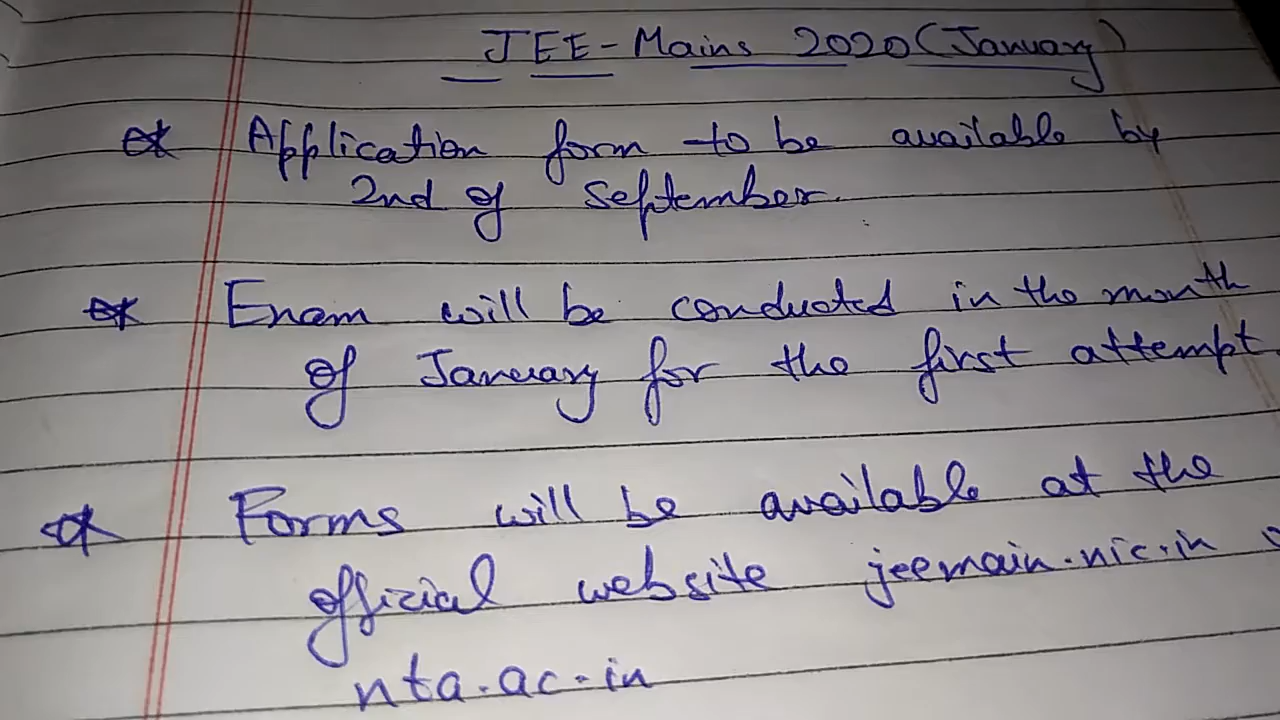 JEE-Mains 2020 (January)
* Application form to be available by
2nd of September.
* Exam will be conducted in the month
of January for the first attempt
* Forms will be available at the
official website jeemain.nic.in
nta.ac.in